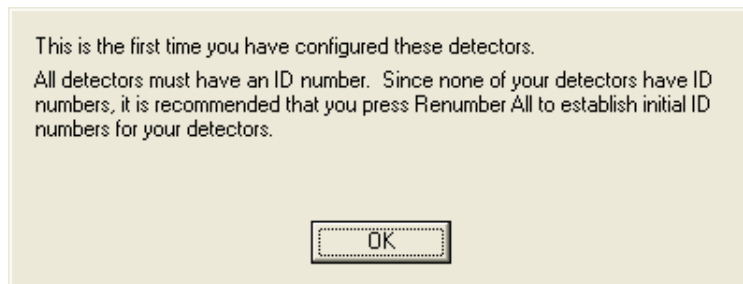 This is the first time you have configured these detectors.
All detectors must have an ID number.  Since none of your detectors have ID
numbers, it is recommended that you press Renumber All to establish initial ID
numbers for your detectors.
OK